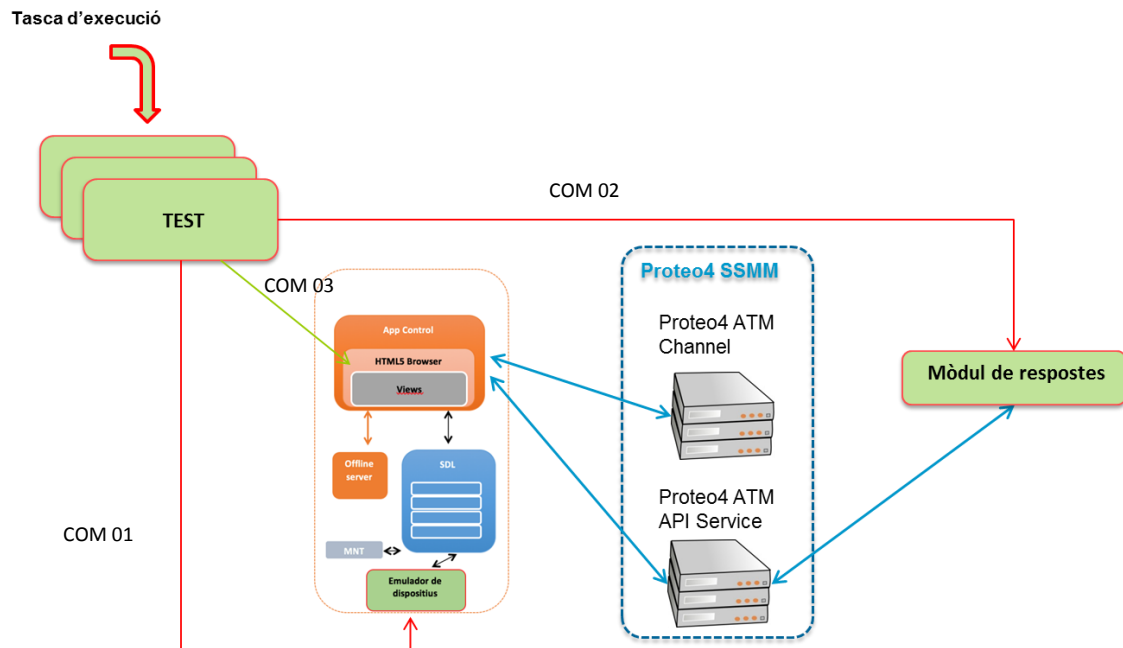 Tasca d'execució
TEST
COM 02
COM 03
Proteo4 SSMM
App Control
HTML5 Browser
Views
Proteo4 ATM
Channel
Mòdul de respostes
Offline
server
SDL
Proteo4 ATM
API Service
COM 01
MNT
Emulador de
dispositius